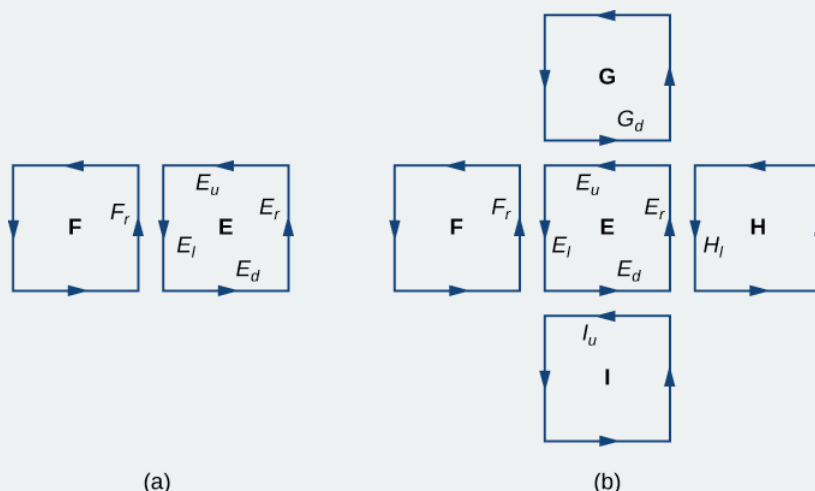 G
G_d
F F_r E_u E_l E E_r E_d
F F_r E_u E_l E E_r E_d H_l H
I_u
I
(a) (b)